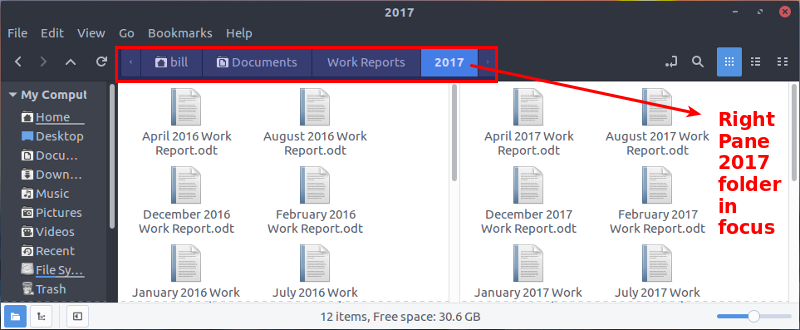 2017
File Edit View Go Bookmarks Help
bill Documents Work Reports 2017
My Comput
Home
Desktop
Docu...
Down...
Music
Pictures
Videos
Recent
File Sy...
Trash
April 2016 Work
Report.odt
August 2016 Work
Report.odt
December 2016
Work Report.odt
February 2016
Work Report.odt
January 2016 Work
July 2016 Work
April 2017 Work
Report.odt
August 2017 Work
Report.odt
December 2017
Work Report.odt
February 2017
Work Report.odt
January 2017 Work
July 2017 Work
Right
Pane
2017
folder
in
focus
12 items, Free space: 30.6 GB